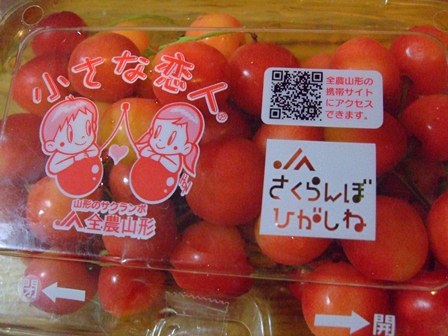 小さな恋人。
山形のサクランボ
JA全農山形
全農山形の
携帯サイト
にアクセス
できます。
JA
さくらんぼ
ひがしね
開
開